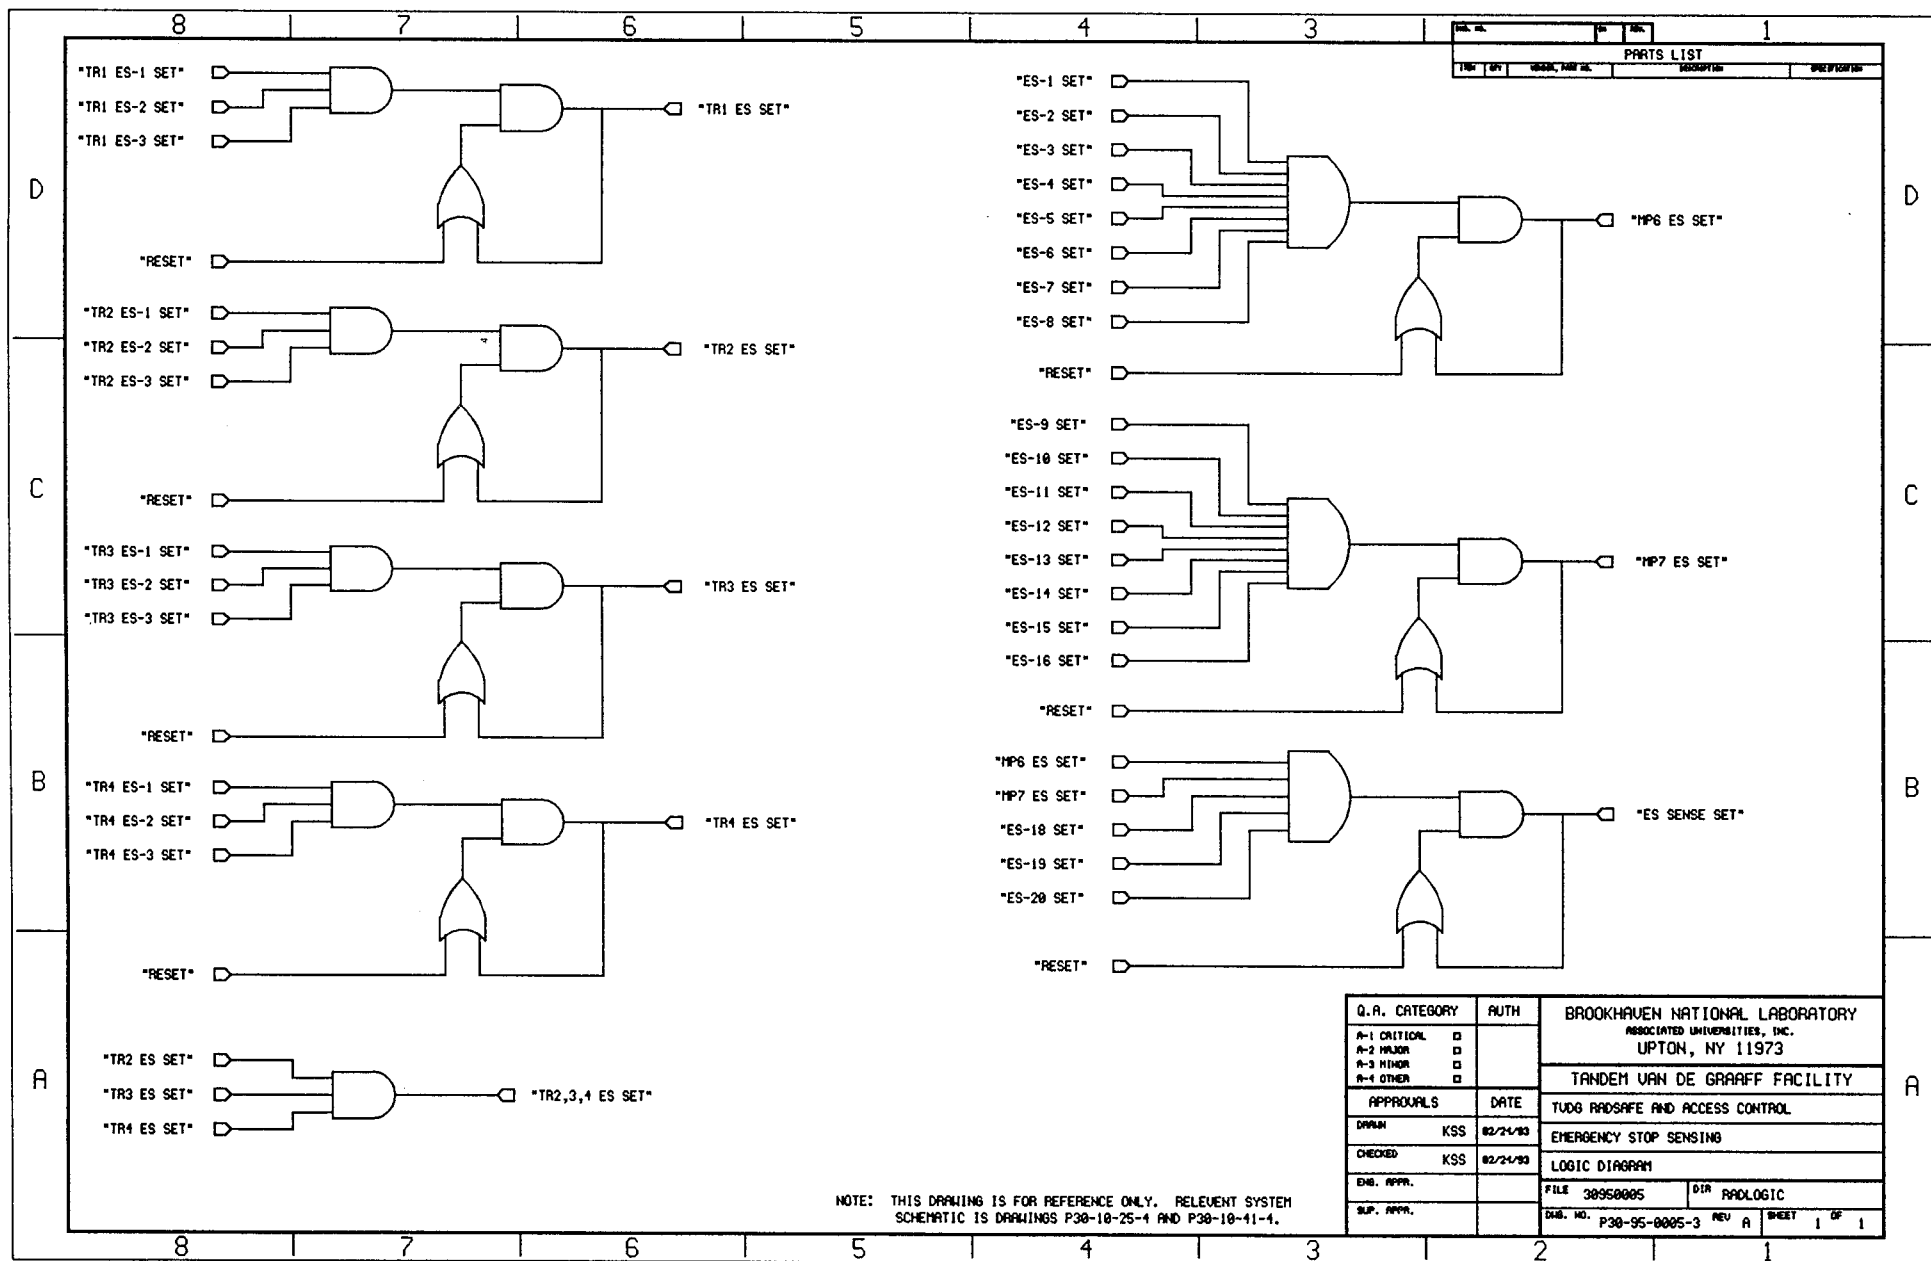 8 7 6 5 4 3 1
PARTS LIST
"TR1 ES-1 SET"
"TR1 ES-2 SET"
"TR1 ES-3 SET"
"TR1 ES SET"
"RESET"
"TR2 ES-1 SET"
"TR2 ES-2 SET"
"TR2 ES-3 SET"
4
"TR2 ES SET"
"RESET"
"TR3 ES-1 SET"
"TR3 ES-2 SET"
"TR3 ES-3 SET"
"TR3 ES SET"
"RESET"
"TR4 ES-1 SET"
"TR4 ES-2 SET"
"TR4 ES-3 SET"
"TR4 ES SET"
"RESET"
"TR2 ES SET"
"TR3 ES SET"
"TR4 ES SET"
"TR2,3,4 ES SET"
"ES-1 SET"
"ES-2 SET"
"ES-3 SET"
"ES-4 SET"
"ES-5 SET"
"ES-6 SET"
"ES-7 SET"
"ES-8 SET"
"MP6 ES SET"
"RESET"
"ES-9 SET"
"ES-10 SET"
"ES-11 SET"
"ES-12 SET"
"ES-13 SET"
"ES-14 SET"
"ES-15 SET"
"ES-16 SET"
"MP7 ES SET"
"RESET"
"MP6 ES SET"
"MP7 ES SET"
"ES-18 SET"
"ES-19 SET"
"ES-20 SET"
"ES SENSE SET"
"RESET"
D D
C C
B B
A A
NOTE: THIS DRAWING IS FOR REFERENCE ONLY. RELEVENT SYSTEM
SCHEMATIC IS DRAWINGS P30-10-25-4 AND P30-10-41-4.
Q.A. CATEGORY AUTH
A-1 CRITICAL
A-2 MAJOR
A-3 MINOR
A-4 OTHER
APPROVALS DATE
DRAWN KSS 02/24/93
CHECKED KSS 02/24/93
ENG. APPR.
SUP. APPR.
BROOKHAVEN NATIONAL LABORATORY
ASSOCIATED UNIVERSITIES, INC.
UPTON, NY 11973
TANDEM VAN DE GRAAFF FACILITY
TVDG RADSAFE AND ACCESS CONTROL
EMERGENCY STOP SENSING
LOGIC DIAGRAM
FILE 30950005 DIR RADLOGIC
DWG. NO. P30-95-0005-3 REV A SHEET 1 OF 1
8 7 6 5 4 3 2 1